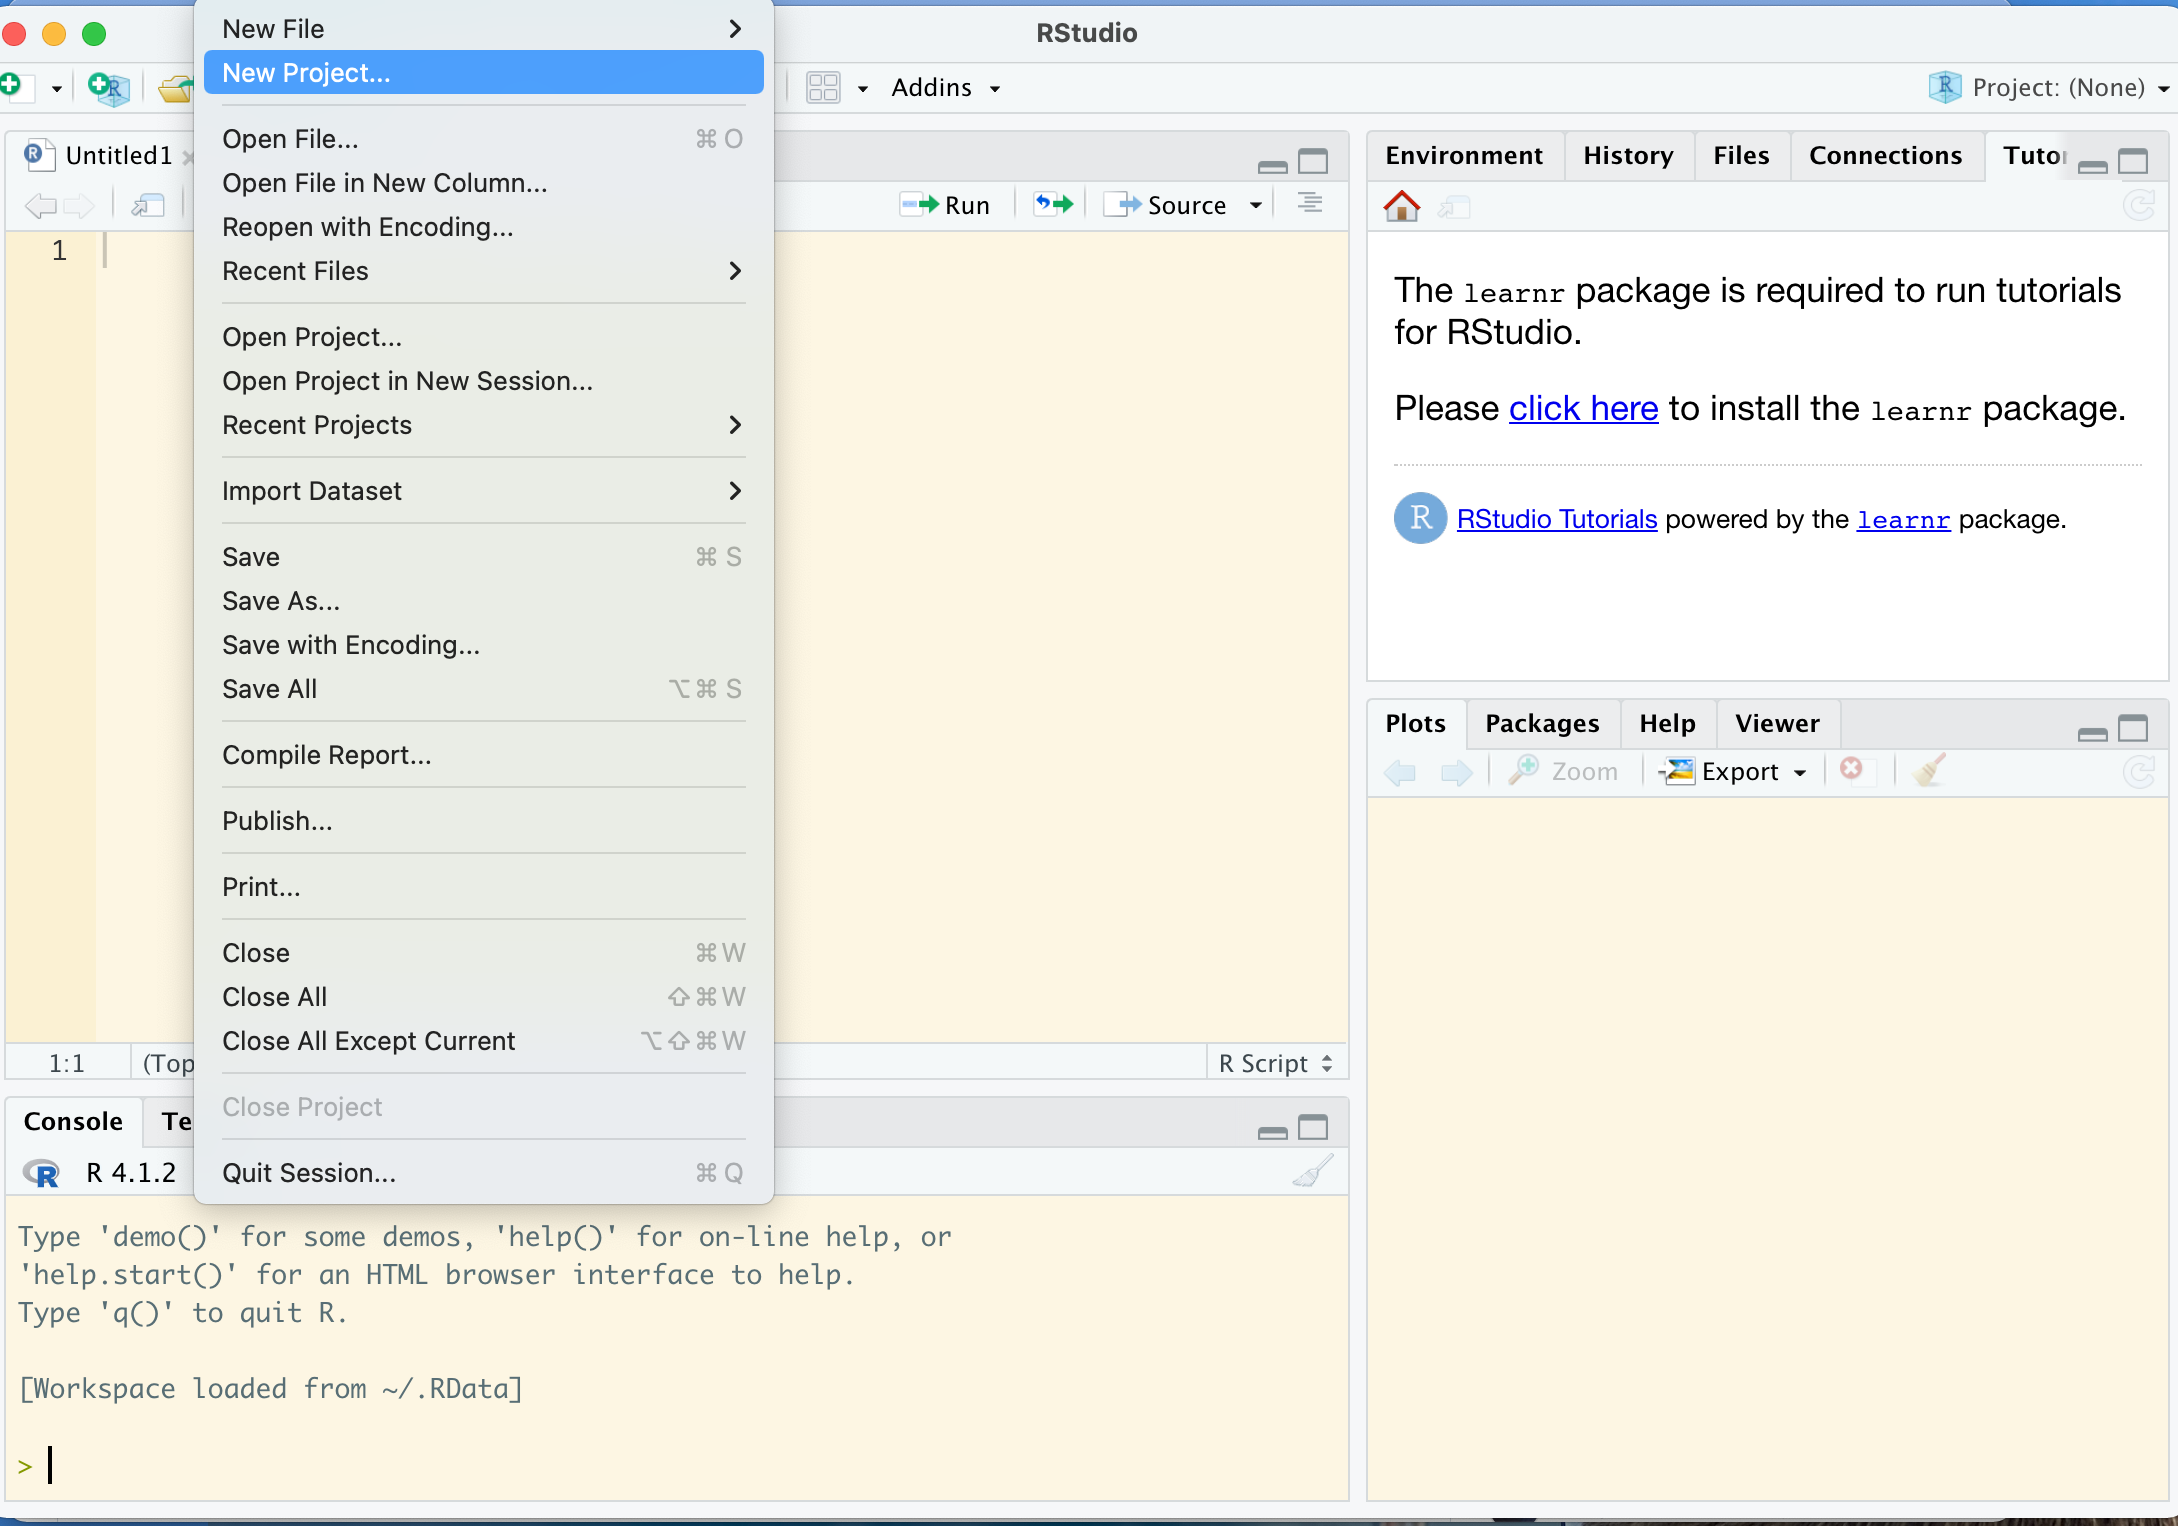 RStudio
New File
New Project...
Open File... ⌘ O
Open File in New Column...
Reopen with Encoding...
Recent Files
Open Project...
Open Project in New Session...
Recent Projects
Import Dataset
Save ⌘ S
Save As...
Save with Encoding...
Save All ⌥⌘ S
Compile Report...
Publish...
Print...
Close ⌘W
Close All ⇧⌘W
Close All Except Current ⌥⇧⌘W
Close Project
Quit Session... ⌘ Q
Addins
Project: (None)
Untitled1
Run
Source
1
1:1
(Top
R Script
Console
Te
R 4.1.2
Type 'demo()' for some demos, 'help()' for on-line help, or
'help.start()' for an HTML browser interface to help.
Type 'q()' to quit R.
[Workspace loaded from ~/.RData]
>
Environment History Files Connections Tutor
The learnr package is required to run tutorials
for RStudio.
Please click here to install the learnr package.
R RStudio Tutorials powered by the learnr package.
Plots Packages Help Viewer
Zoom Export